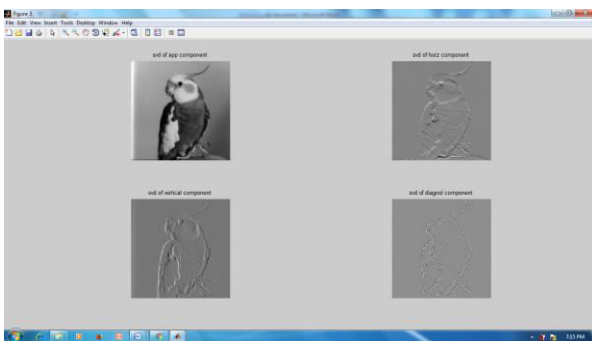 Figure 3
File Edit View Insert Tools Desktop Window Help
svd of app component
svd of horz component
svd of vetical component
svd of diagnol component
7:15 PM